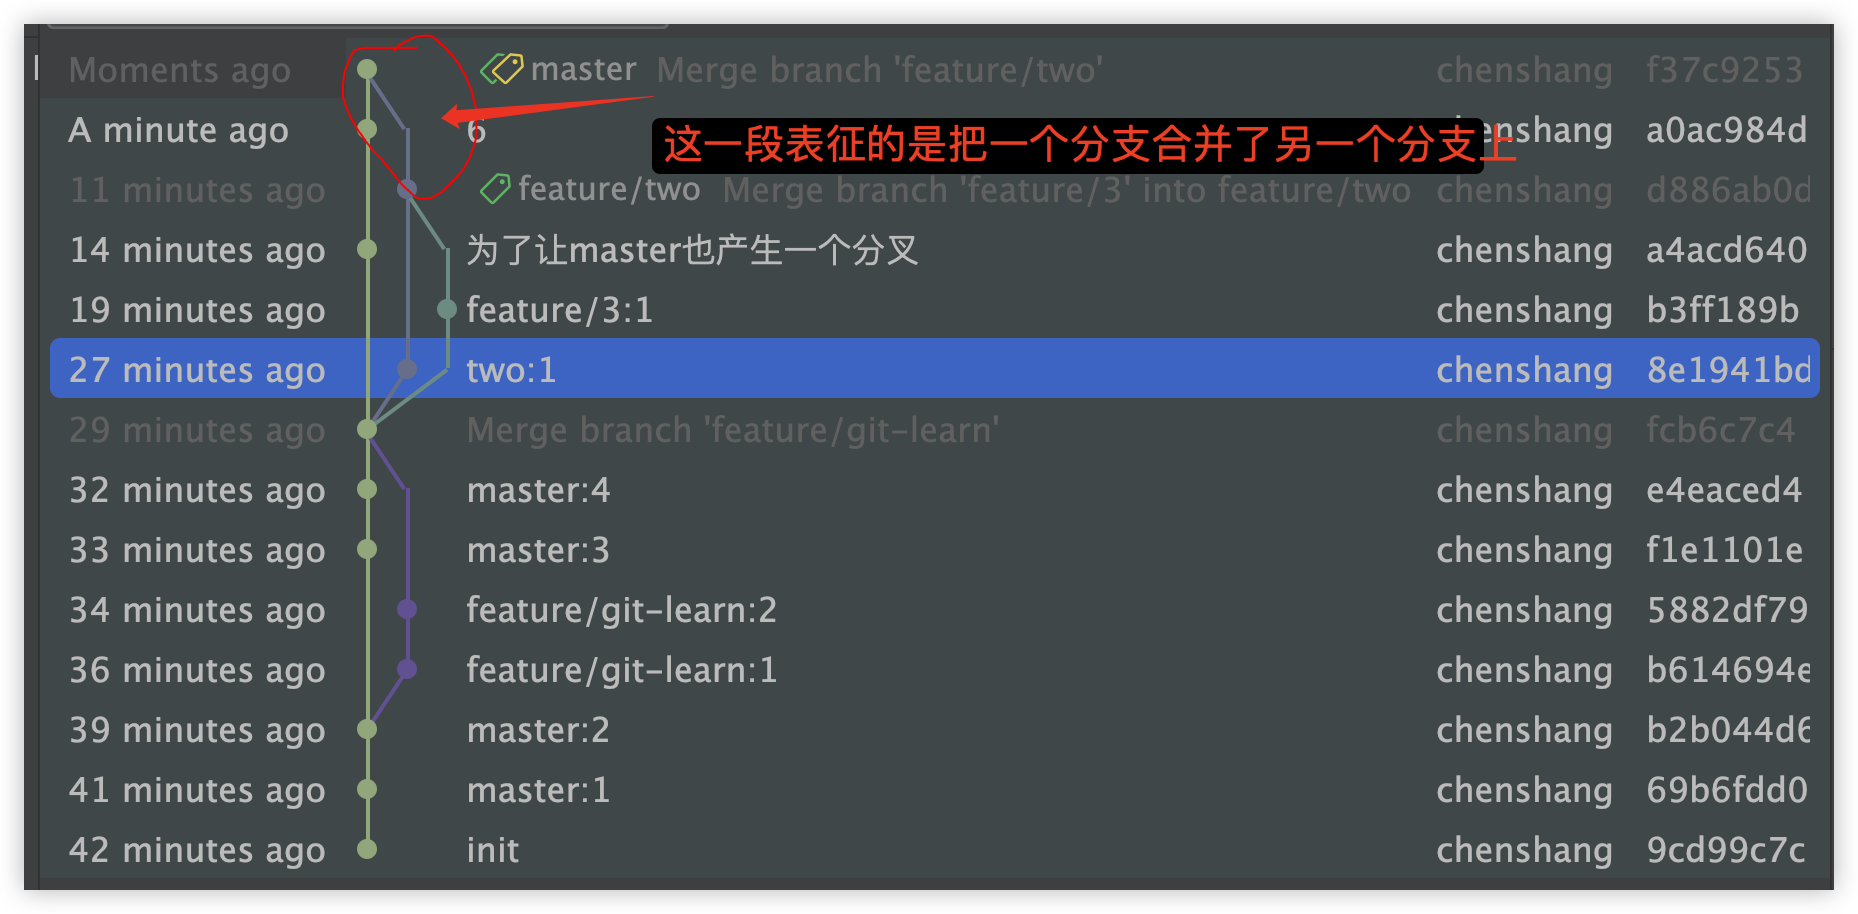 Moments ago master Merge branch 'feature/two' chenshang f37c9253
A minute ago 6 enshang a0ac984d
这一段表征的是把一个分支合并了另一个分支上
11 minutes ago feature/two Merge branch 'feature/3' into feature/two chenshang d886ab0d
14 minutes ago 为了让master也产生一个分叉 chenshang a4acd640
19 minutes ago feature/3:1 chenshang b3ff189b
27 minutes ago two:1 chenshang 8e1941bd
29 minutes ago Merge branch 'feature/git-learn' chenshang fcb6c7c4
32 minutes ago master:4 chenshang e4eaced4
33 minutes ago master:3 chenshang f1e1101e
34 minutes ago feature/git-learn:2 chenshang 5882df79
36 minutes ago feature/git-learn:1 chenshang b614694e
39 minutes ago master:2 chenshang b2b044d6
41 minutes ago master:1 chenshang 69b6fdd0
42 minutes ago init chenshang 9cd99c7c